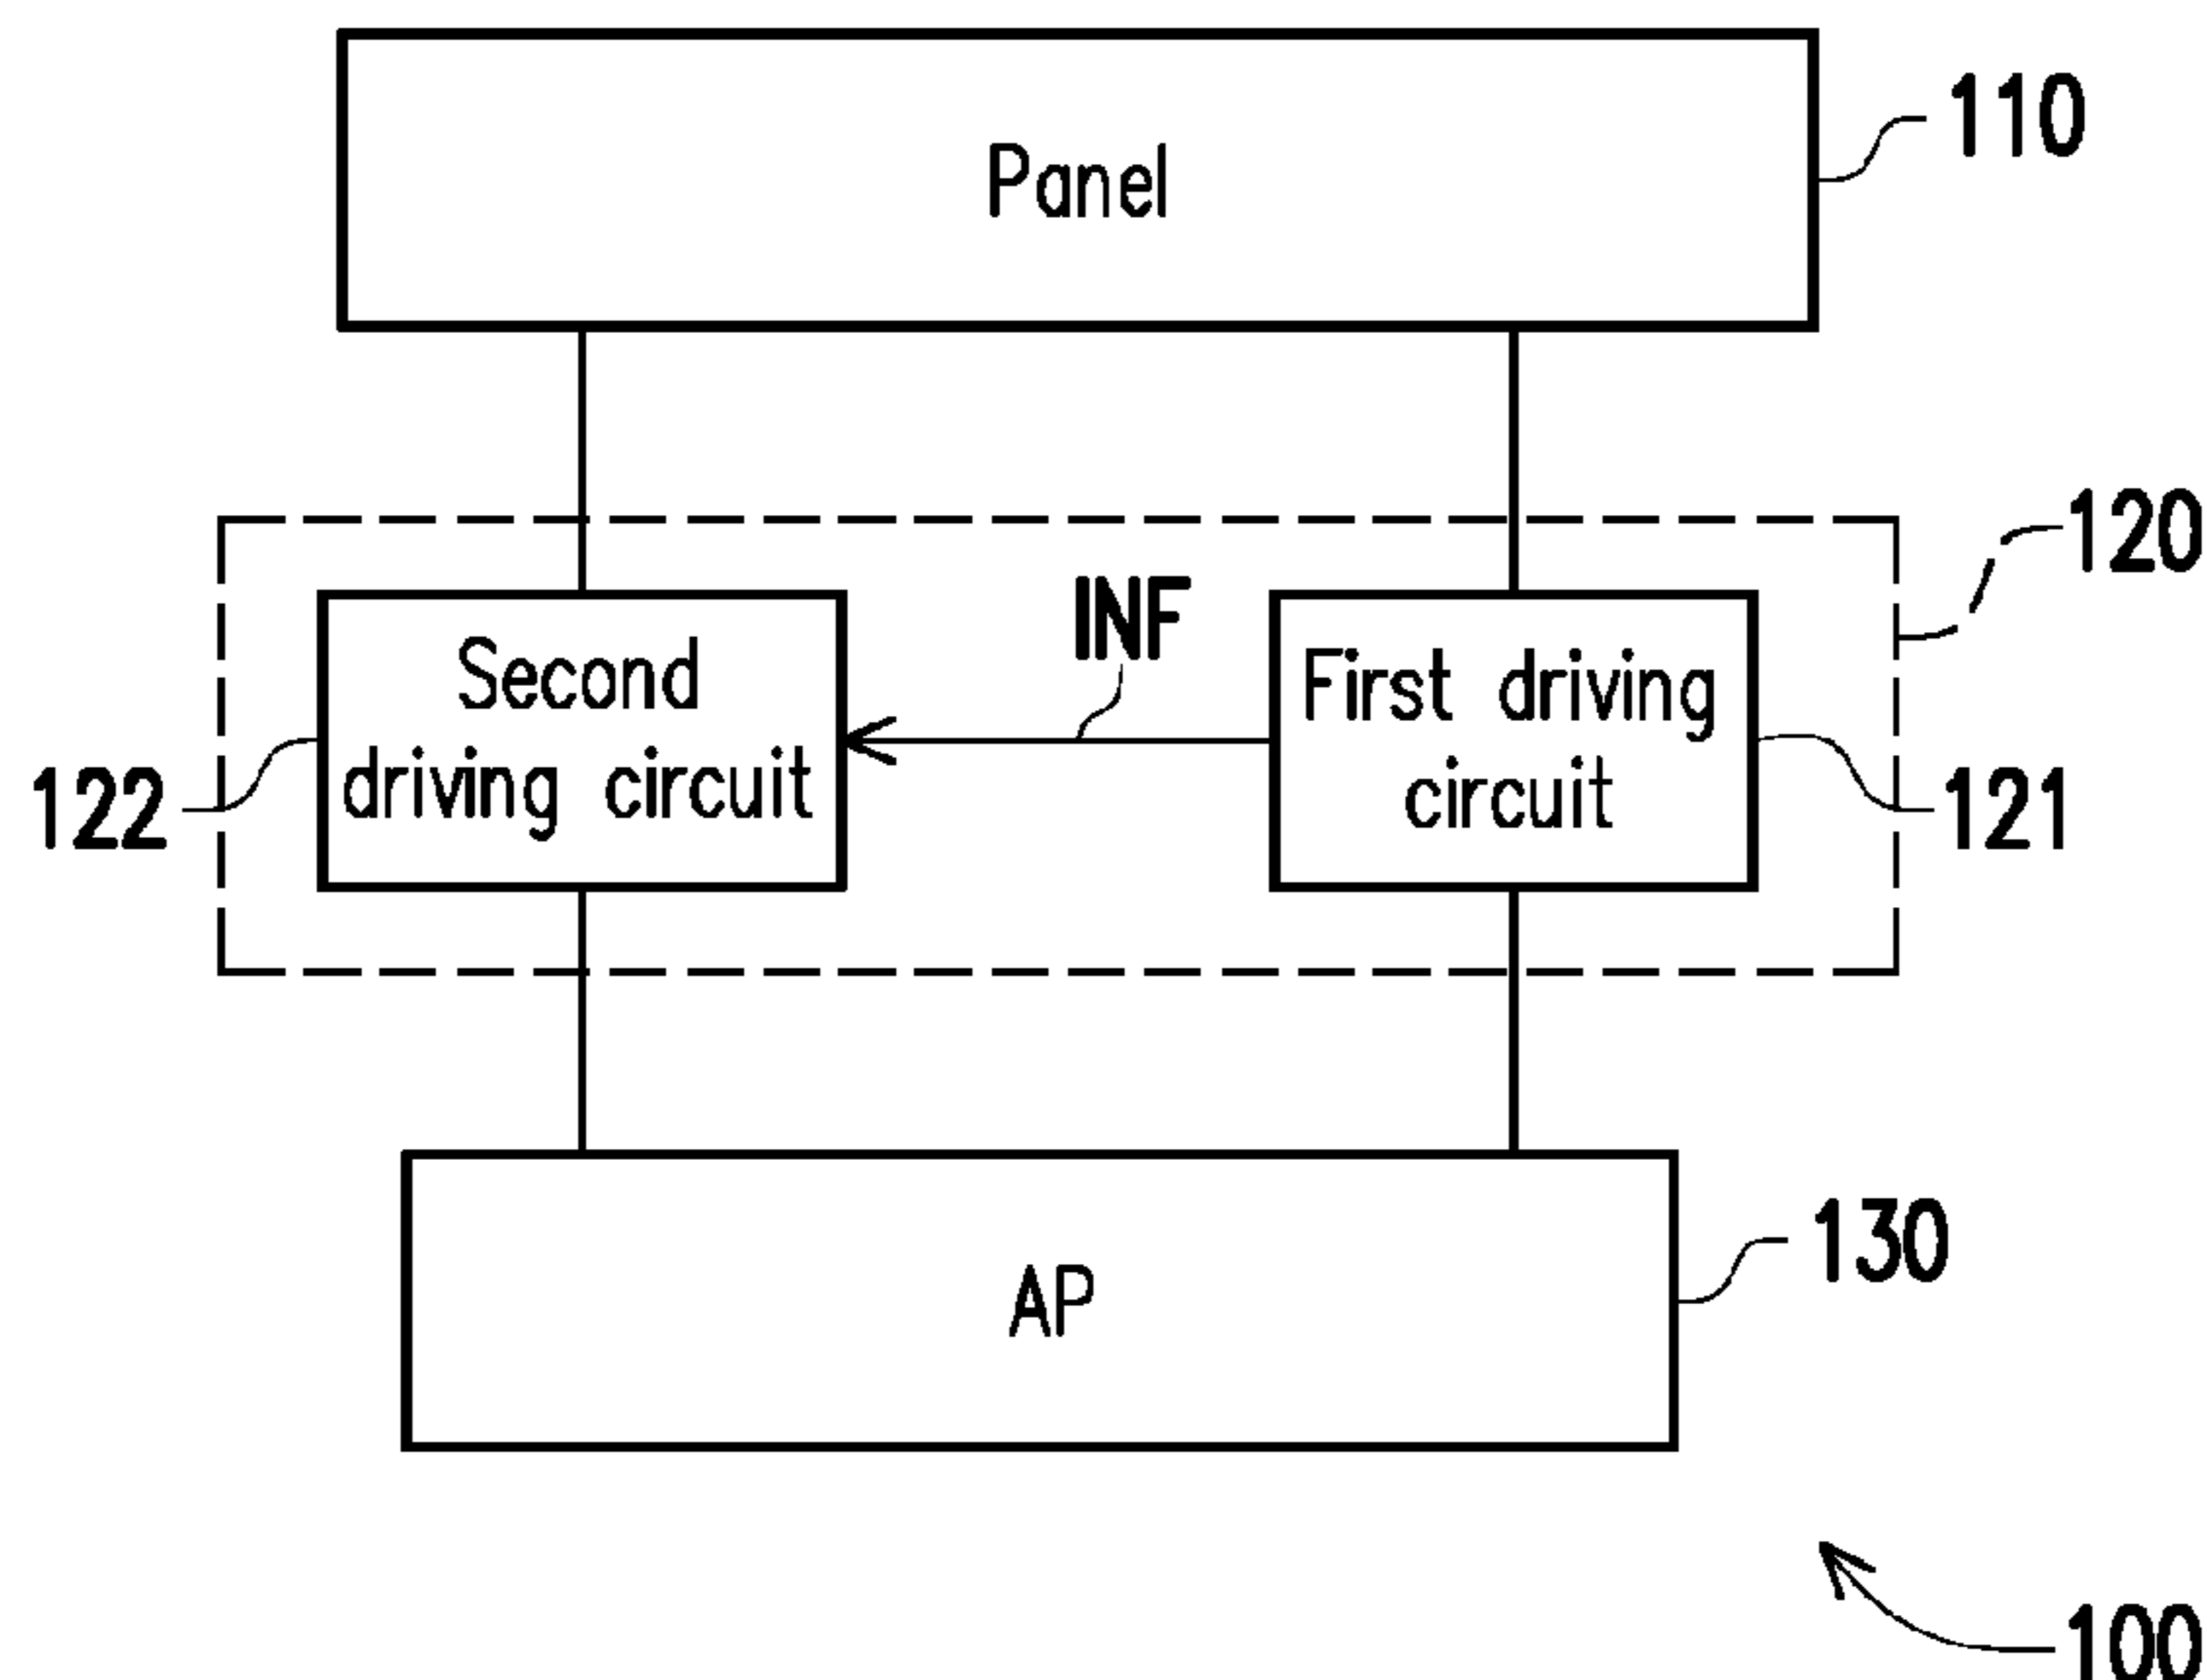 Panel
110
120
INF
Second
driving circuit
First driving
circuit
122
121
AP
130
100